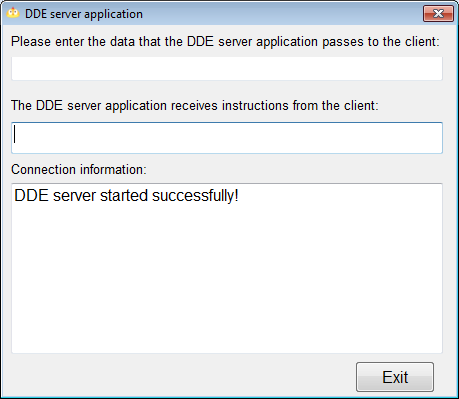 DDE server application
Please enter the data that the DDE server application passes to the client:
The DDE server application receives instructions from the client:
Connection information:
DDE server started successfully!
Exit